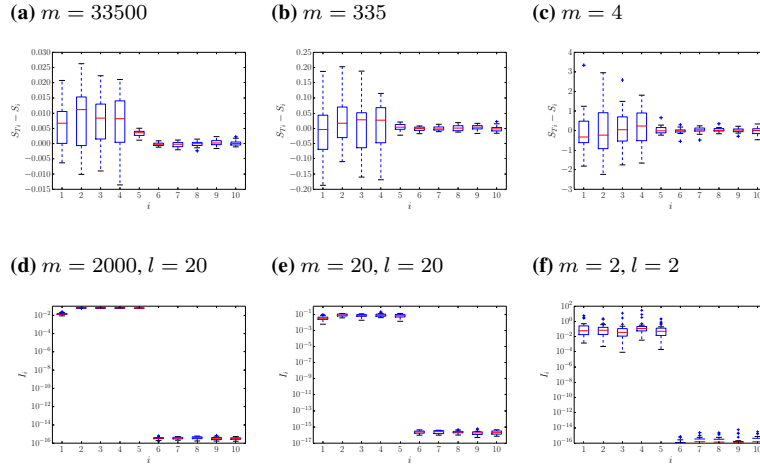 (a) m = 33500
(b) m = 335
(c) m = 4
0.030
0.025
0.020
0.015
0.010
0.005
0.000
−0.005
−0.010
−0.015
S_{Ti} − S_i
1 2 3 4 5 6 7 8 9 10
i
0.25
0.20
0.15
0.10
0.05
0.00
−0.05
−0.10
−0.15
−0.20
S_{Ti} − S_i
1 2 3 4 5 6 7 8 9 10
i
4
3
2
1
0
−1
−2
−3
S_{Ti} − S_i
1 2 3 4 5 6 7 8 9 10
i
(d) m = 2000, l = 20
(e) m = 20, l = 20
(f) m = 2, l = 2
10^{−2}
10^{−4}
10^{−6}
10^{−8}
10^{−10}
10^{−12}
10^{−14}
10^{−16}
I_i
1 2 3 4 5 6 7 8 9 10
i
10^{−1}
10^{−3}
10^{−5}
10^{−7}
10^{−9}
10^{−11}
10^{−13}
10^{−15}
10^{−17}
I_i
1 2 3 4 5 6 7 8 9 10
i
10^{2}
10^{0}
10^{−2}
10^{−4}
10^{−6}
10^{−8}
10^{−10}
10^{−12}
10^{−14}
10^{−16}
I_i
1 2 3 4 5 6 7 8 9 10
i